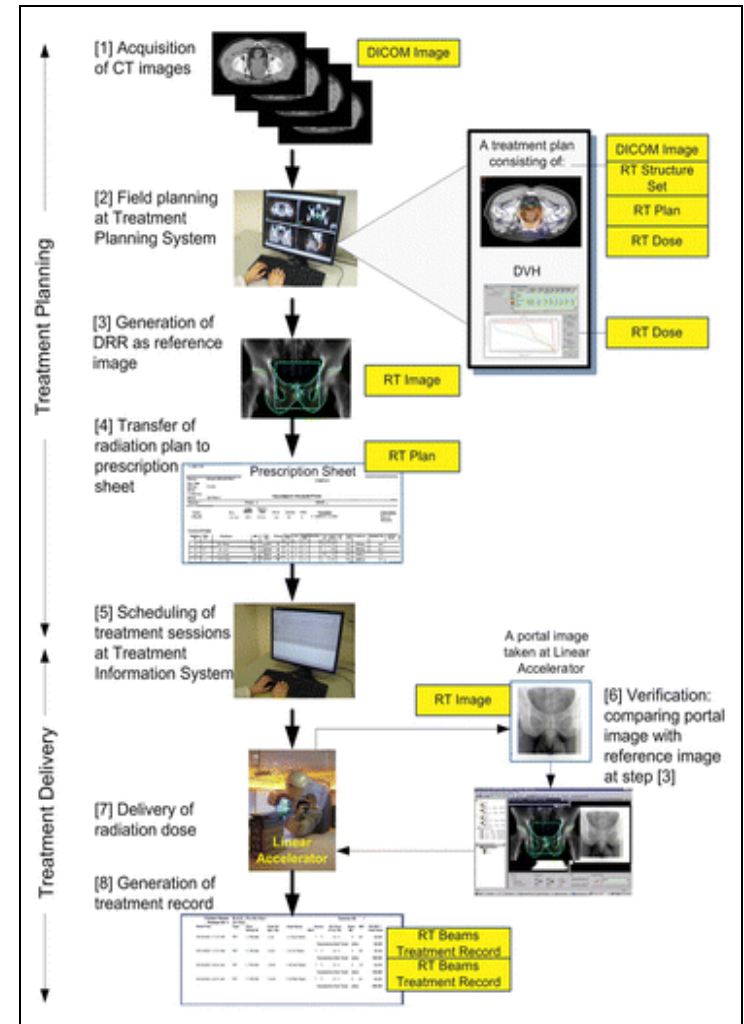 [1] Acquisition
of CT images
DICOM Image
A treatment plan
consisting of:
DICOM Image
RT Structure
Set
RT Plan
RT Dose
DVH
RT Dose
[2] Field planning
at Treatment
Planning System
[3] Generation of
DRR as reference
image
RT Image
[4] Transfer of
radiation plan to
prescription
sheet
RT Plan
Prescription Sheet
Treatment Planning
[5] Scheduling of
treatment sessions
at Treatment
Information System
A portal image
taken at Linear
Accelerator
RT Image
[6] Verification:
comparing portal
image with
reference image
at step [3]
[7] Delivery of
radiation dose
Linear
Accelerator
Treatment Delivery
[8] Generation of
treatment record
RT Beams
Treatment Record
RT Beams
Treatment Record